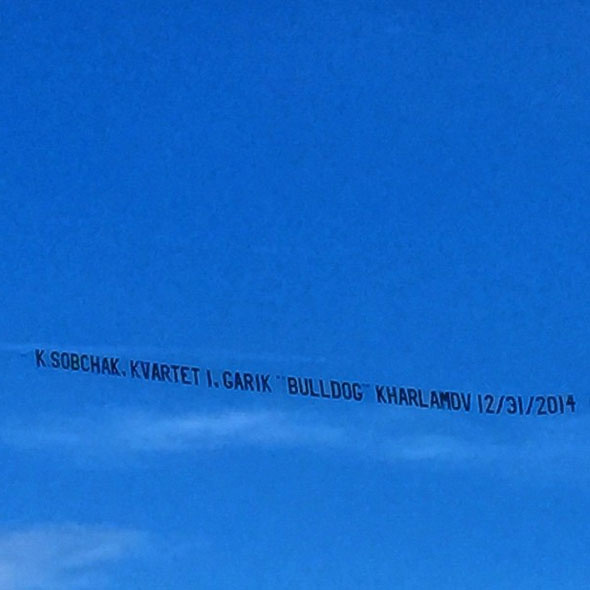 K SOBCHAK, KVARTET I, GARIK "BULLDOG" KHARLAMOV 12/31/2014